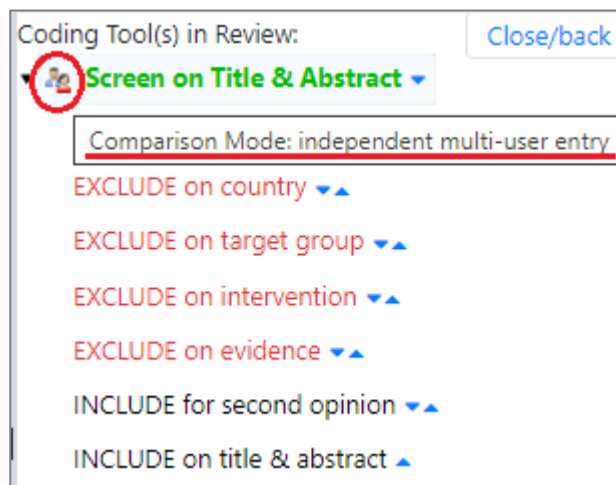 Coding Tool(s) in Review:
Close/back
Screen on Title & Abstract
Comparison Mode: independent multi-user entry
EXCLUDE on country
EXCLUDE on target group
EXCLUDE on intervention
EXCLUDE on evidence
INCLUDE for second opinion
INCLUDE on title & abstract